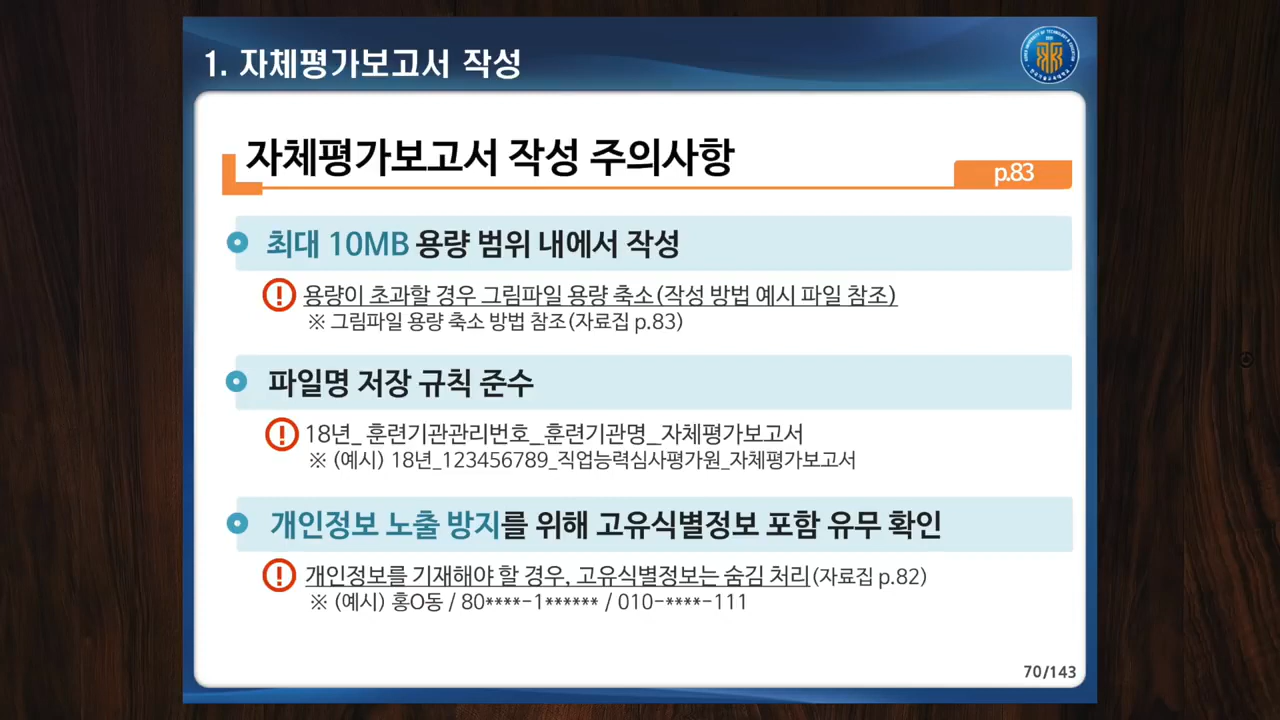 1. 자체평가보고서 작성
자체평가보고서 작성 주의사항
p.83
최대 10MB 용량 범위 내에서 작성
용량이 초과할 경우 그림파일 용량 축소(작성 방법 예시 파일 참조)
※ 그림파일 용량 축소 방법 참조(자료집 p.83)
파일명 저장 규칙 준수
18년_ 훈련기관관리번호_훈련기관명_자체평가보고서
※ (예시) 18년_123456789_직업능력심사평가원_자체평가보고서
개인정보 노출 방지를 위해 고유식별정보 포함 유무 확인
개인정보를 기재해야 할 경우, 고유식별정보는 숨김 처리(자료집 p.82)
※ (예시) 홍O동 / 80****-1****** / 010-****-111
70/143